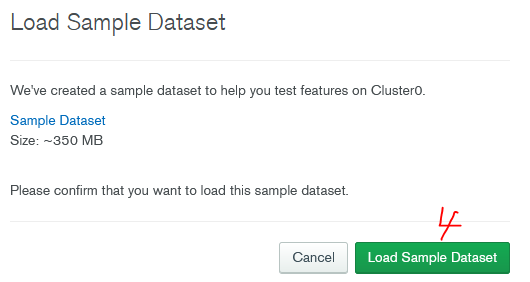 Load Sample Dataset
We've created a sample dataset to help you test features on Cluster0.
Sample Dataset
Size: ~350 MB
Please confirm that you want to load this sample dataset.
4
Cancel Load Sample Dataset